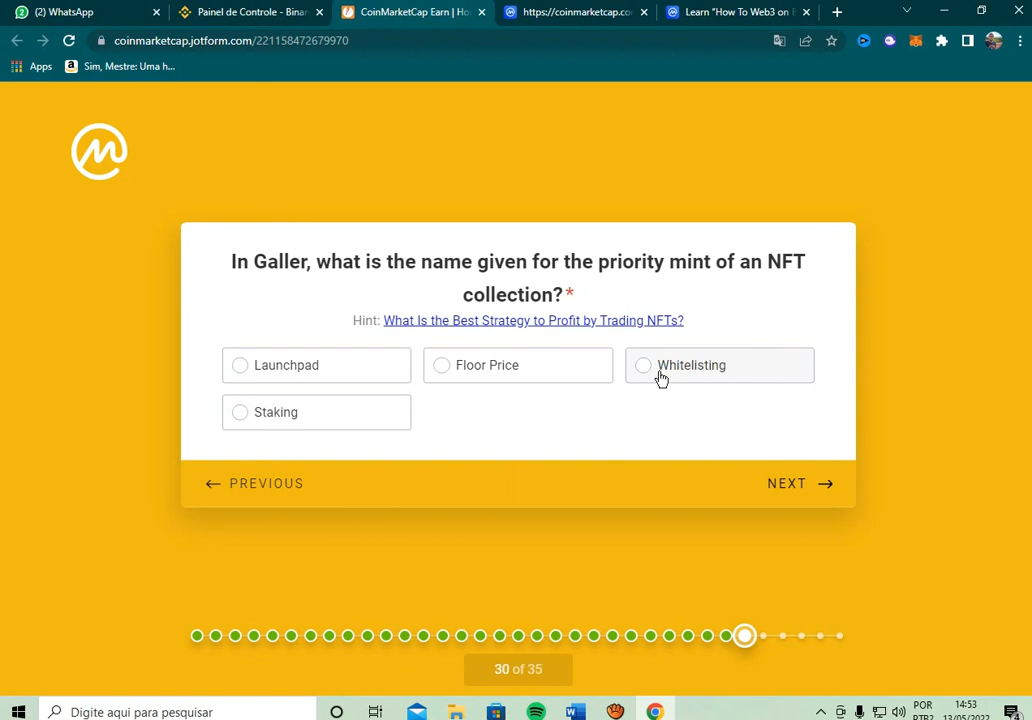 (2) WhatsApp
Painel de Controle - Binan
CoinMarketCap Earn | Ho
https://coinmarketcap.co
Learn "How To Web3 on B
coinmarketcap.jotform.com/221158472679970
Apps
Sim, Mestre: Uma h...
In Galler, what is the name given for the priority mint of an NFT
collection?*
Hint: What Is the Best Strategy to Profit by Trading NFTs?
Launchpad
Floor Price
Whitelisting
Staking
← PREVIOUS
NEXT →
30 of 35
Digite aqui para pesquisar
POR
PTB2
14:53
13/05/2022